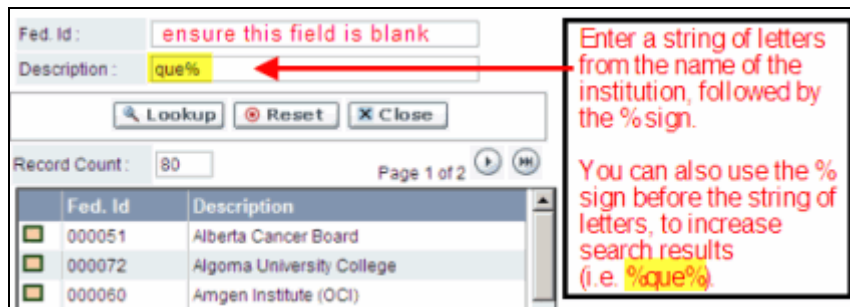 Fed. Id : ensure this field is blank
Description : que%
Lookup Reset Close
Record Count : 80 Page 1 of 2
Fed. Id Description
000051 Alberta Cancer Board
000072 Algoma University College
000060 Amgen Institute (OCI)
Enter a string of letters
from the name of the
institution, followed by
the % sign.
You can also use the %
sign before the string of
letters, to increase
search results
(i.e. %que%).